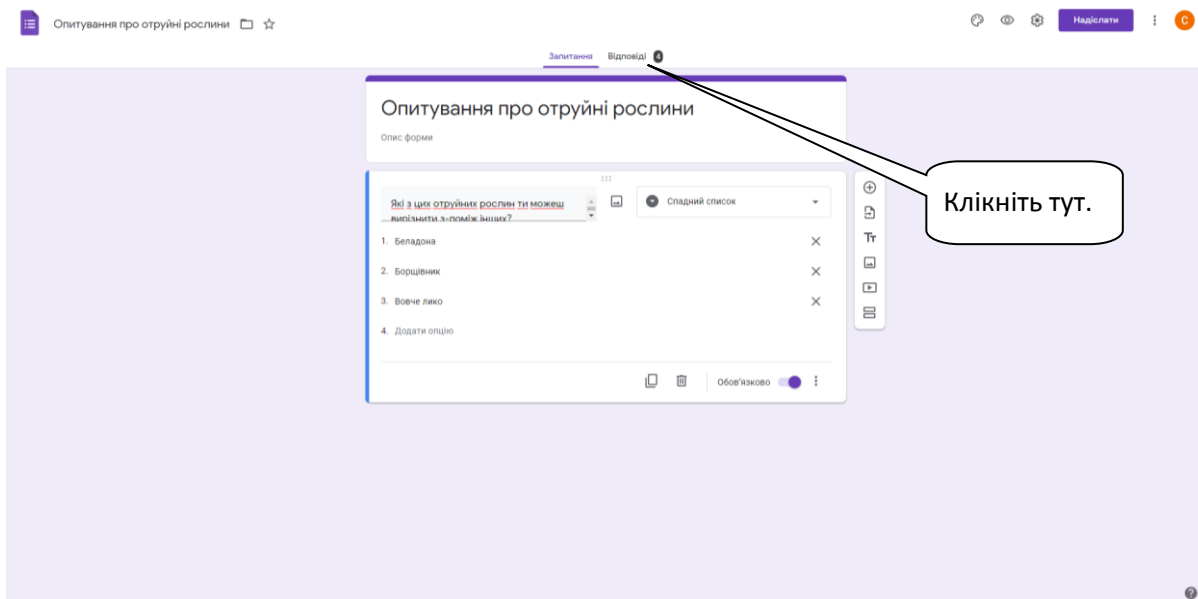 Опитування про отруйні рослини
Надіслати
С
Запитання Відповіді 4
Опитування про отруйні рослини
Опис форми
Які з цих отруйних рослин ти можеш
вирізнити з-поміж інших?
Спадний список
Клікніть тут.
1. Беладона
2. Борщівник
3. Вовче лико
4. Додати опцію
Обов'язково